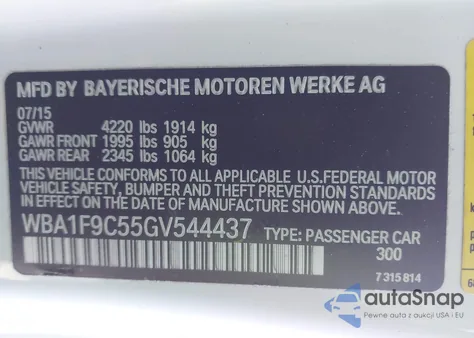 MFD BY BAYERISCHE MOTOREN WERKE AG
07/15
GVWR 4220 lbs 1914 kg
GAWR FRONT 1995 lbs 905 kg
GAWR REAR 2345 lbs 1064 kg
THIS VEHICLE CONFORMS TO ALL APPLICABLE U.S.FEDERAL MOTOR
VEHICLE SAFETY, BUMPER AND THEFT PREVENTION STANDARDS
IN EFFECT ON THE DATE OF MANUFACTURE SHOWN ABOVE.
WBA1F9C55GV544437 TYPE: PASSENGER CAR
300
7 315 814
autoSnap
Pewne auta z aukcji USA i EU